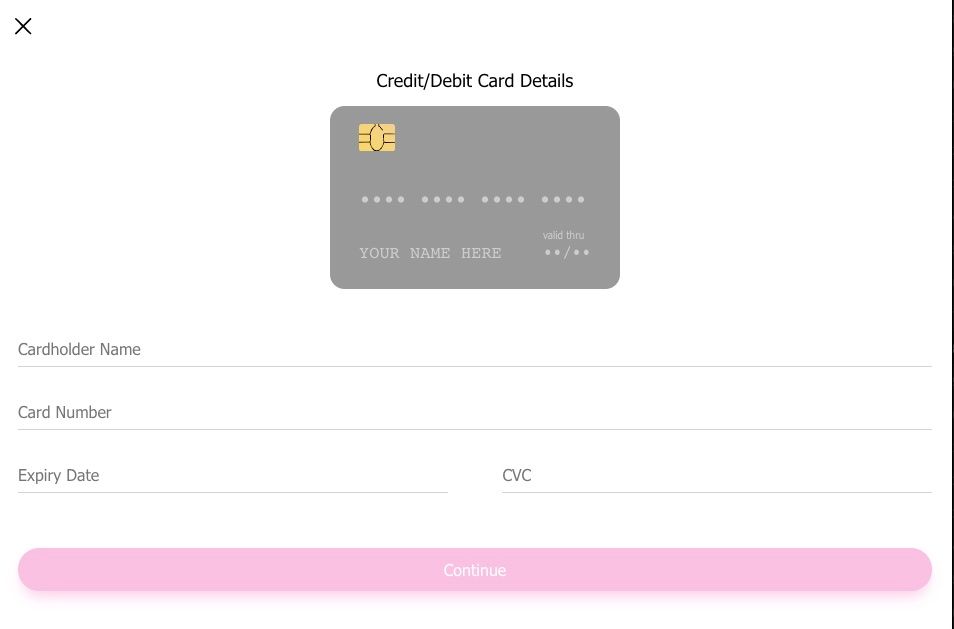 Credit/Debit Card Details
•••• •••• •••• ••••
valid thru
YOUR NAME HERE ••/••
Cardholder Name
Card Number
Expiry Date CVC
Continue